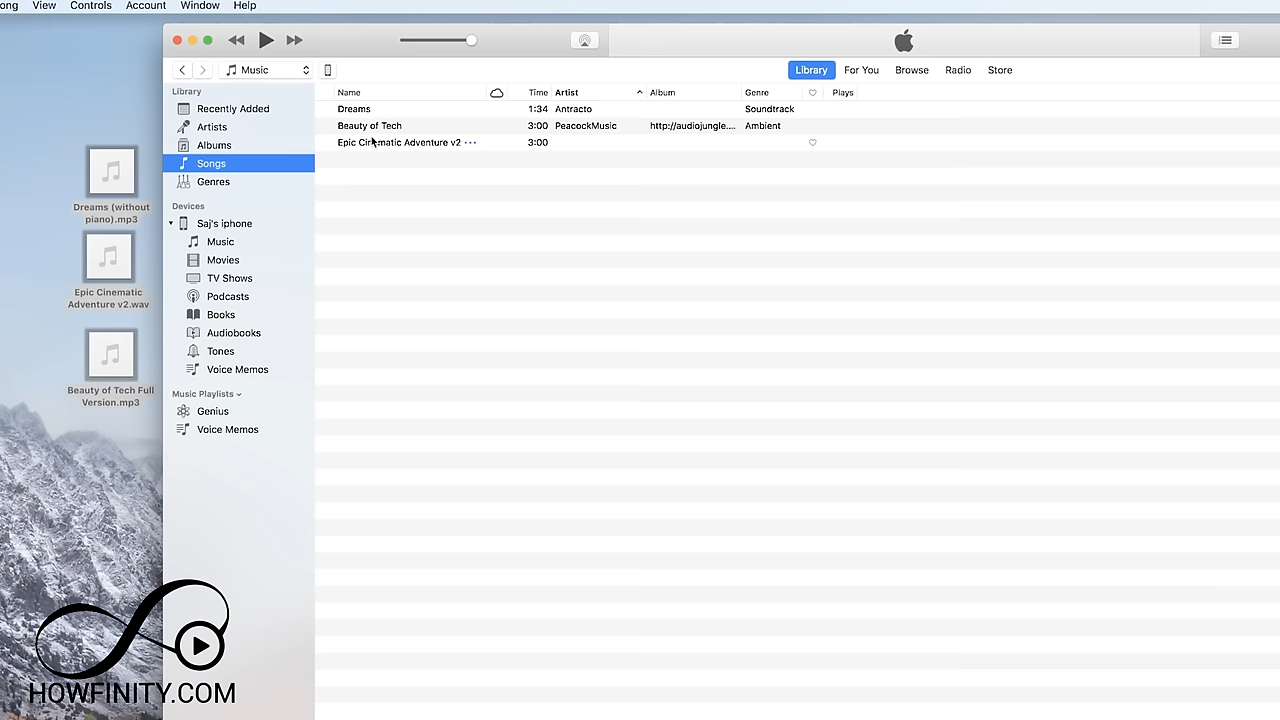 ong View Controls Account Window Help
Music
Library For You Browse Radio Store
Library
Recently Added
Artists
Albums
Songs
Genres
Devices
Saj's iphone
Music
Movies
TV Shows
Podcasts
Books
Audiobooks
Tones
Voice Memos
Music Playlists
Genius
Voice Memos
Name Time Artist Album Genre Plays
Dreams 1:34 Antracto Soundtrack
Beauty of Tech 3:00 PeacockMusic http://audiojungle.... Ambient
Epic Cinematic Adventure v2 ••• 3:00
Dreams (without
piano).mp3
Epic Cinematic
Adventure v2.wav
Beauty of Tech Full
Version.mp3
HOWFINITY.COM